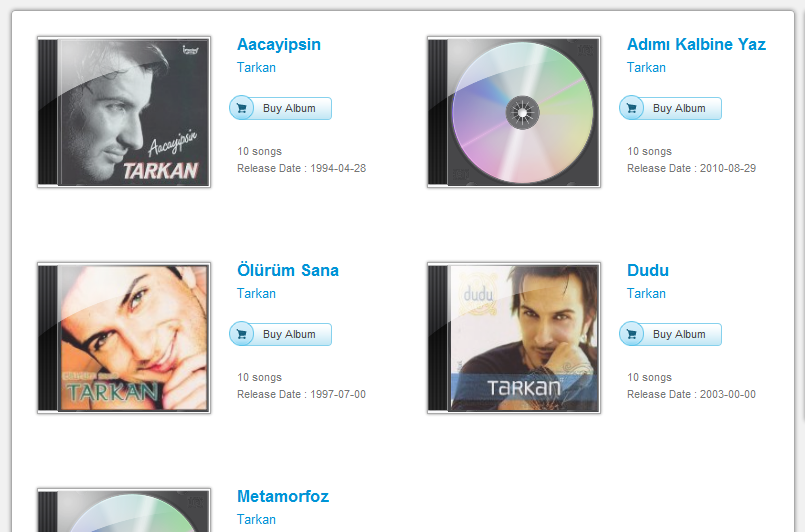 Aacayipsin
Tarkan
Buy Album
10 songs
Release Date : 1994-04-28
Aacayipsin
TARKAN
Adımı Kalbine Yaz
Tarkan
Buy Album
10 songs
Release Date : 2010-08-29
Ölürüm Sana
Tarkan
Buy Album
10 songs
Release Date : 1997-07-00
TARKAN
Dudu
Tarkan
Buy Album
10 songs
Release Date : 2003-00-00
dudu
TARKAN
Metamorfoz
Tarkan